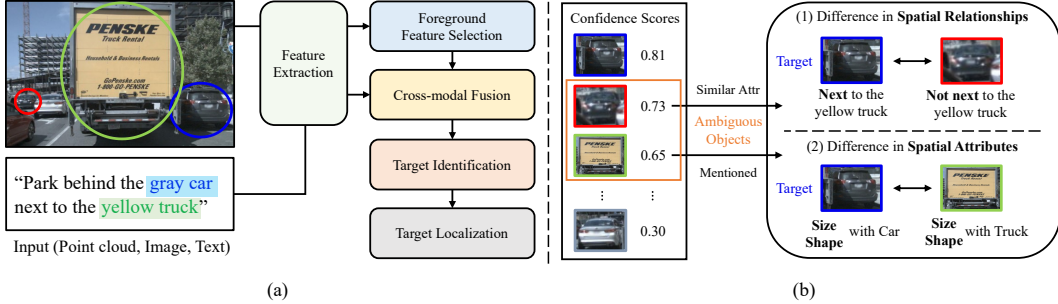 PENSKE
Truck Rental
Household & Business Rentals
GoPenske.com
1-800-GO-PENSKE
“Park behind the gray car
next to the yellow truck”
Input (Point cloud, Image, Text)
Feature
Extraction
Foreground
Feature Selection
Cross-modal Fusion
Target Identification
Target Localization
(a)
Confidence Scores
0.81
0.73
0.65
⋮ ⋮
0.30
Similar Attr
Ambiguous
Objects
Mentioned
(1) Difference in Spatial Relationships
Target
Next to the
yellow truck
Not next to the
yellow truck
(2) Difference in Spatial Attributes
Target
PENSKE
Size
Shape with Car
Size
Shape with Truck
(b)